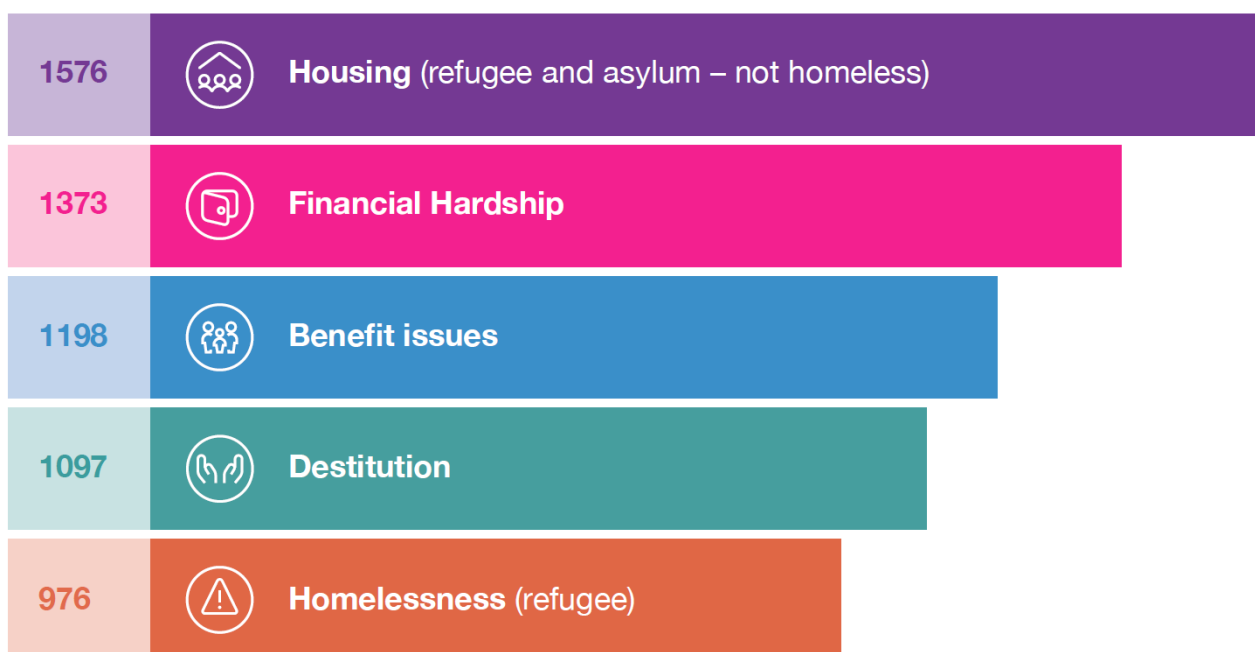 1576 Housing (refugee and asylum – not homeless)
1373 Financial Hardship
1198 Benefit issues
1097 Destitution
976 Homelessness (refugee)